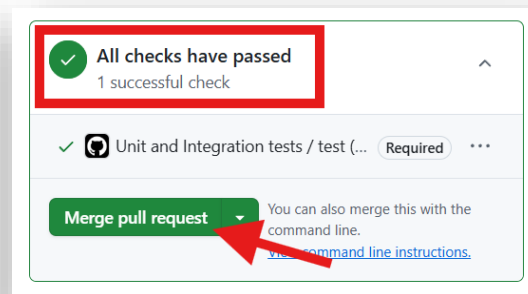 All checks have passed
1 successful check
Unit and Integration tests / test (... Required ...
Merge pull request
You can also merge this with the
command line.
command line instructions.